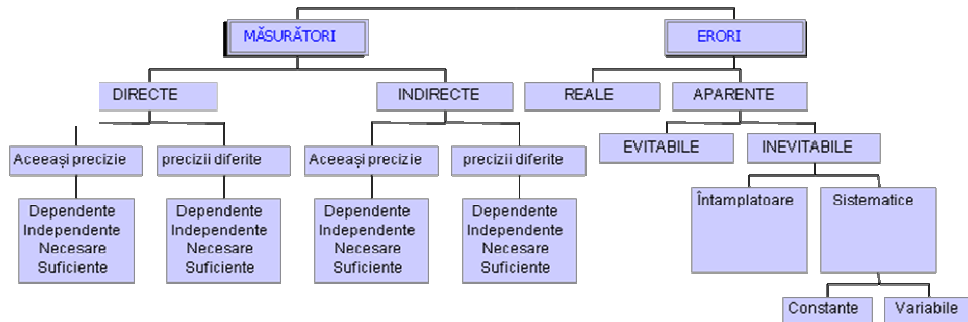 MĂSURĂTORI
ERORI
DIRECTE
INDIRECTE
REALE
APARENTE
EVITABILE
INEVITABILE
Aceeași precizie
precizii diferite
Aceeași precizie
precizii diferite
Dependente
Independente
Necesare
Suficiente
Dependente
Independente
Necesare
Suficiente
Dependente
Independente
Necesare
Suficiente
Dependente
Independente
Necesare
Suficiente
Întamplatoare
Sistematice
Constante
Variabile